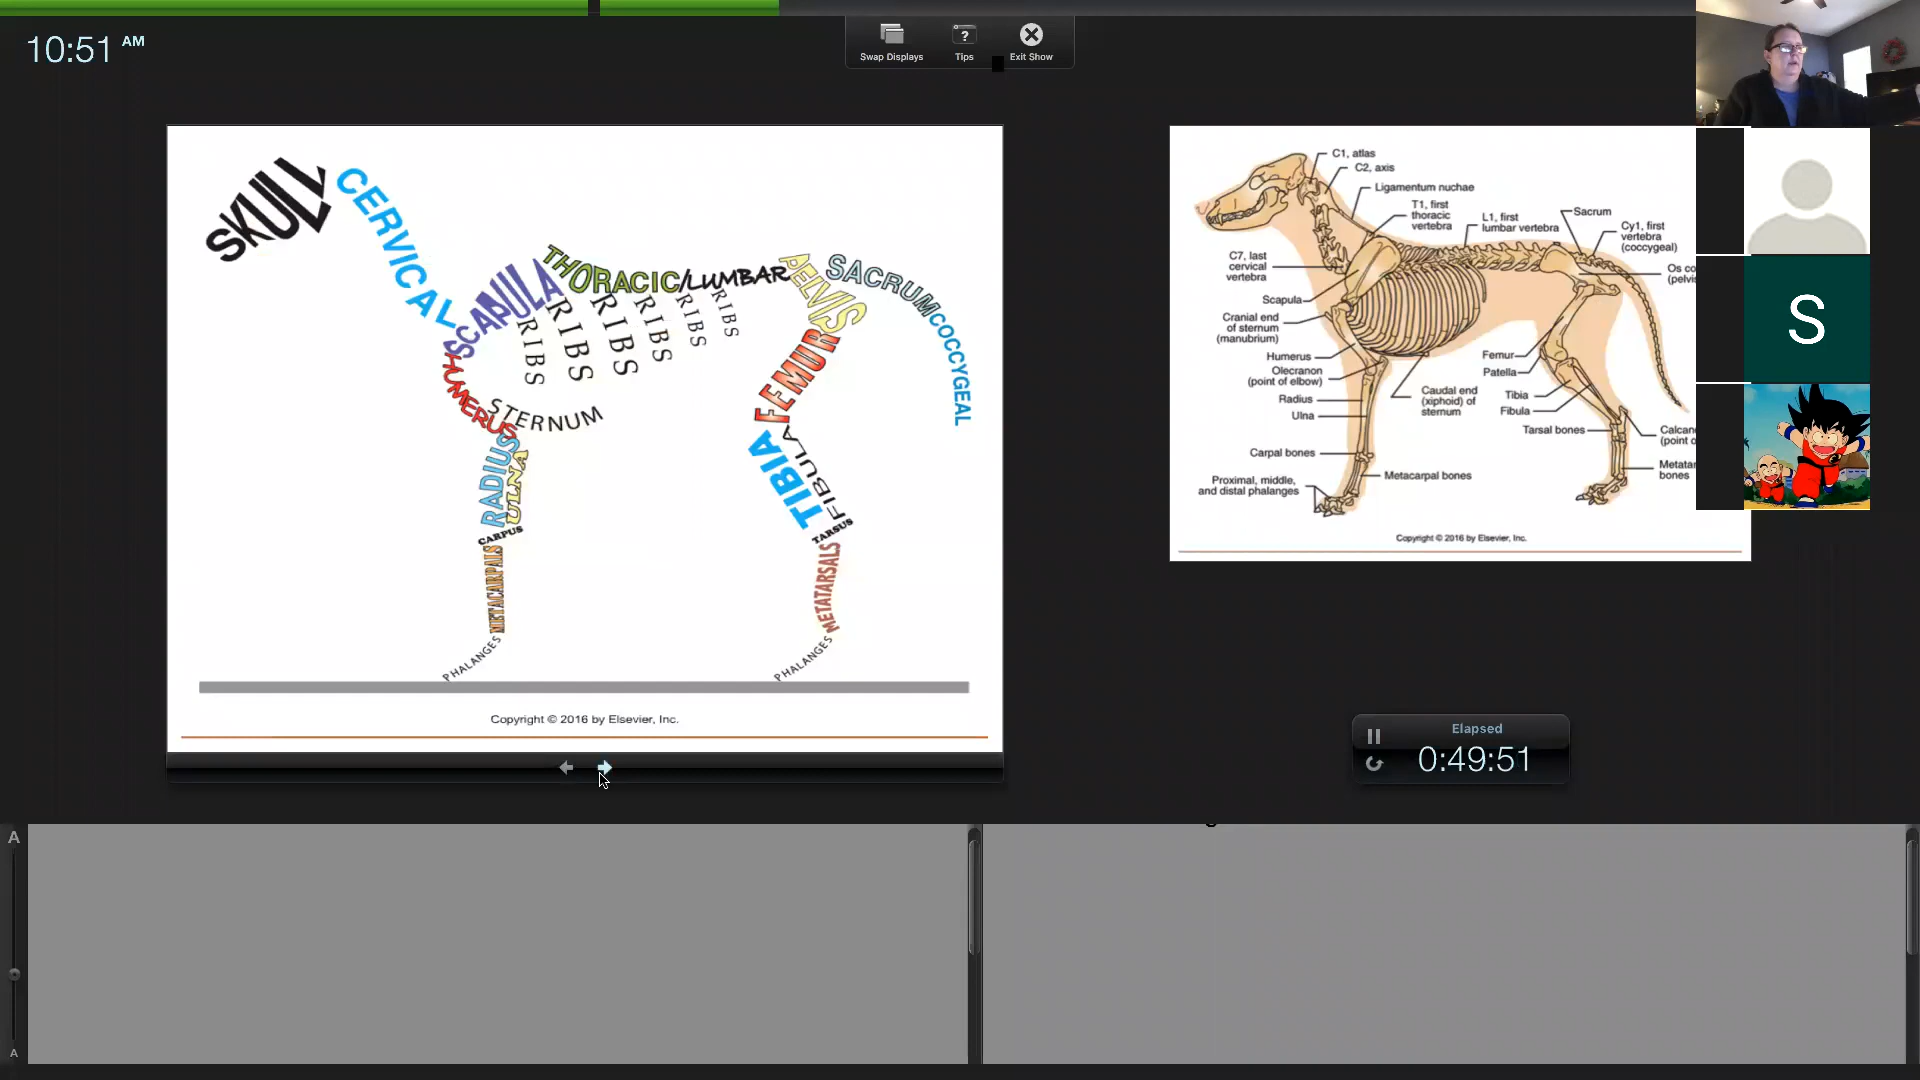 10:51 AM
Swap Displays
Tips
Exit Show
SKULL
CERVICAL
SCAPULA
THORACIC/LUMBAR
PELVIS
SACRUM
COCCYGEAL
RIBS
RIBS
RIBS
RIBS
RIBS
RIBS
HUMERUS
STERNUM
FEMUR
RADIUS
ULNA
TIBIA
FIBULA
CARPUS
TARSUS
METACARPALS
METATARSALS
PHALANGES
PHALANGES
Copyright © 2016 by Elsevier, Inc.
C1, atlas
C2, axis
Ligamentum nuchae
T1, first
thoracic
vertebra
L1, first
lumbar vertebra
Sacrum
Cy1, first
vertebra
(coccygeal)
C7, last
cervical
vertebra
Os
Scapula
Cranial end
of sternum
(manubrium)
Humerus
Olecranon
(point of elbow)
Radius
Ulna
Caudal end
(xiphoid) of
sternum
Femur
Patella
Tibia
Fibula
Tarsal bones
(point
Carpal bones
Metacarpal bones
bones
Proximal, middle,
and distal phalanges
Copyright © 2016 by Elsevier, Inc.
S
Elapsed
0:49:51
A
A